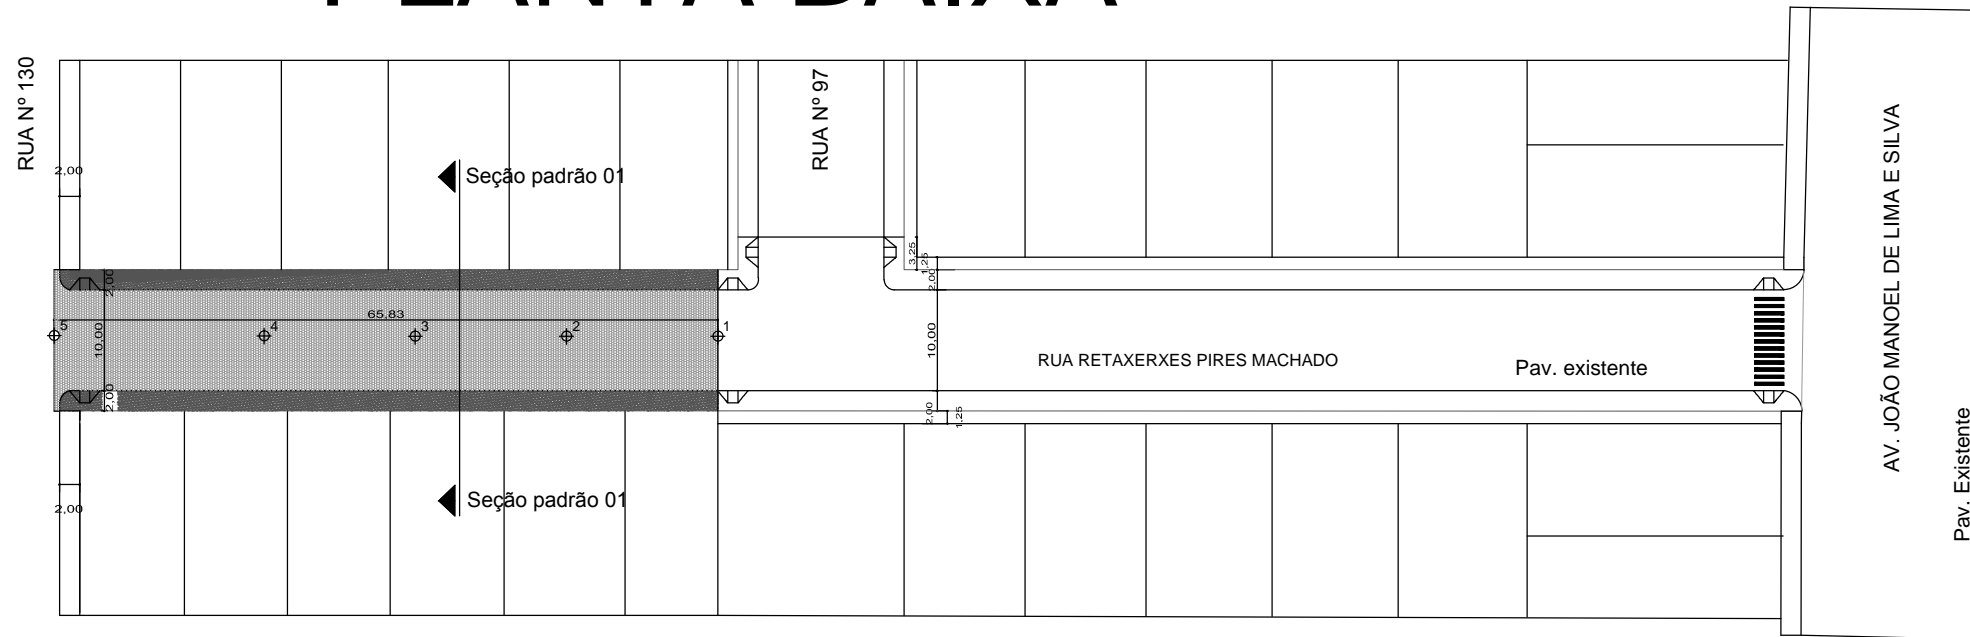 PLANTA BAIXA
RUA Nº 130
RUA Nº 97
AV. JOÃO MANOEL DE LIMA E SILVA
Pav. Existente
2,00
Seção padrão 01
3,25
1,25
2,00
2,00
65,83
5
4
3
2
1
10,00
10,00
RUA RETAXERXES PIRES MACHADO
Pav. existente
2,00
2,00
1,25
Seção padrão 01
2,00